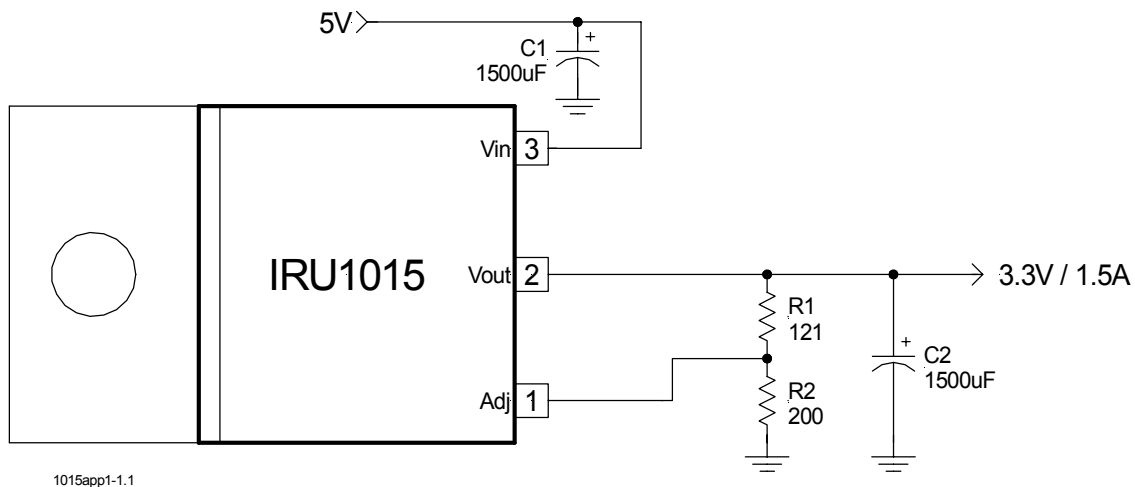 5V
C1
+
1500uF
Vin 3
IRU1015
Vout 2
3.3V / 1.5A
R1
121
+
C2
1500uF
Adj 1
R2
200
1015app1-1.1